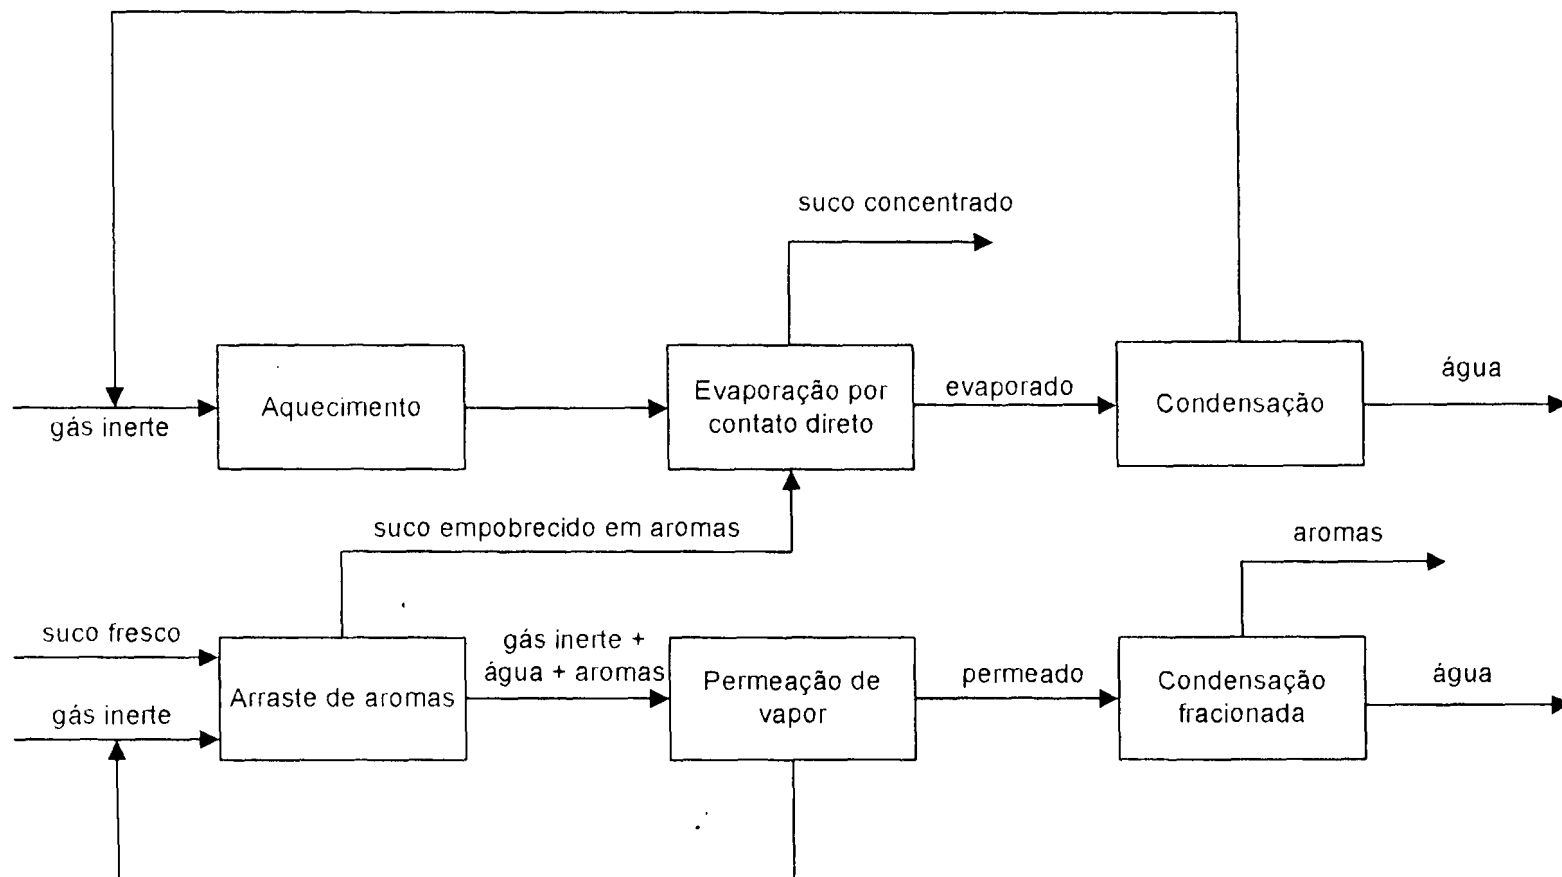 suco concentrado
Aquecimento
Evaporação por
contato direto
evaporado
Condensação
água
gás inerte
suco empobrecido em aromas
aromas
suco fresco
gás inerte
Arraste de aromas
gás inerte +
água + aromas
Permeação de
vapor
permeado
Condensação
fracionada
água